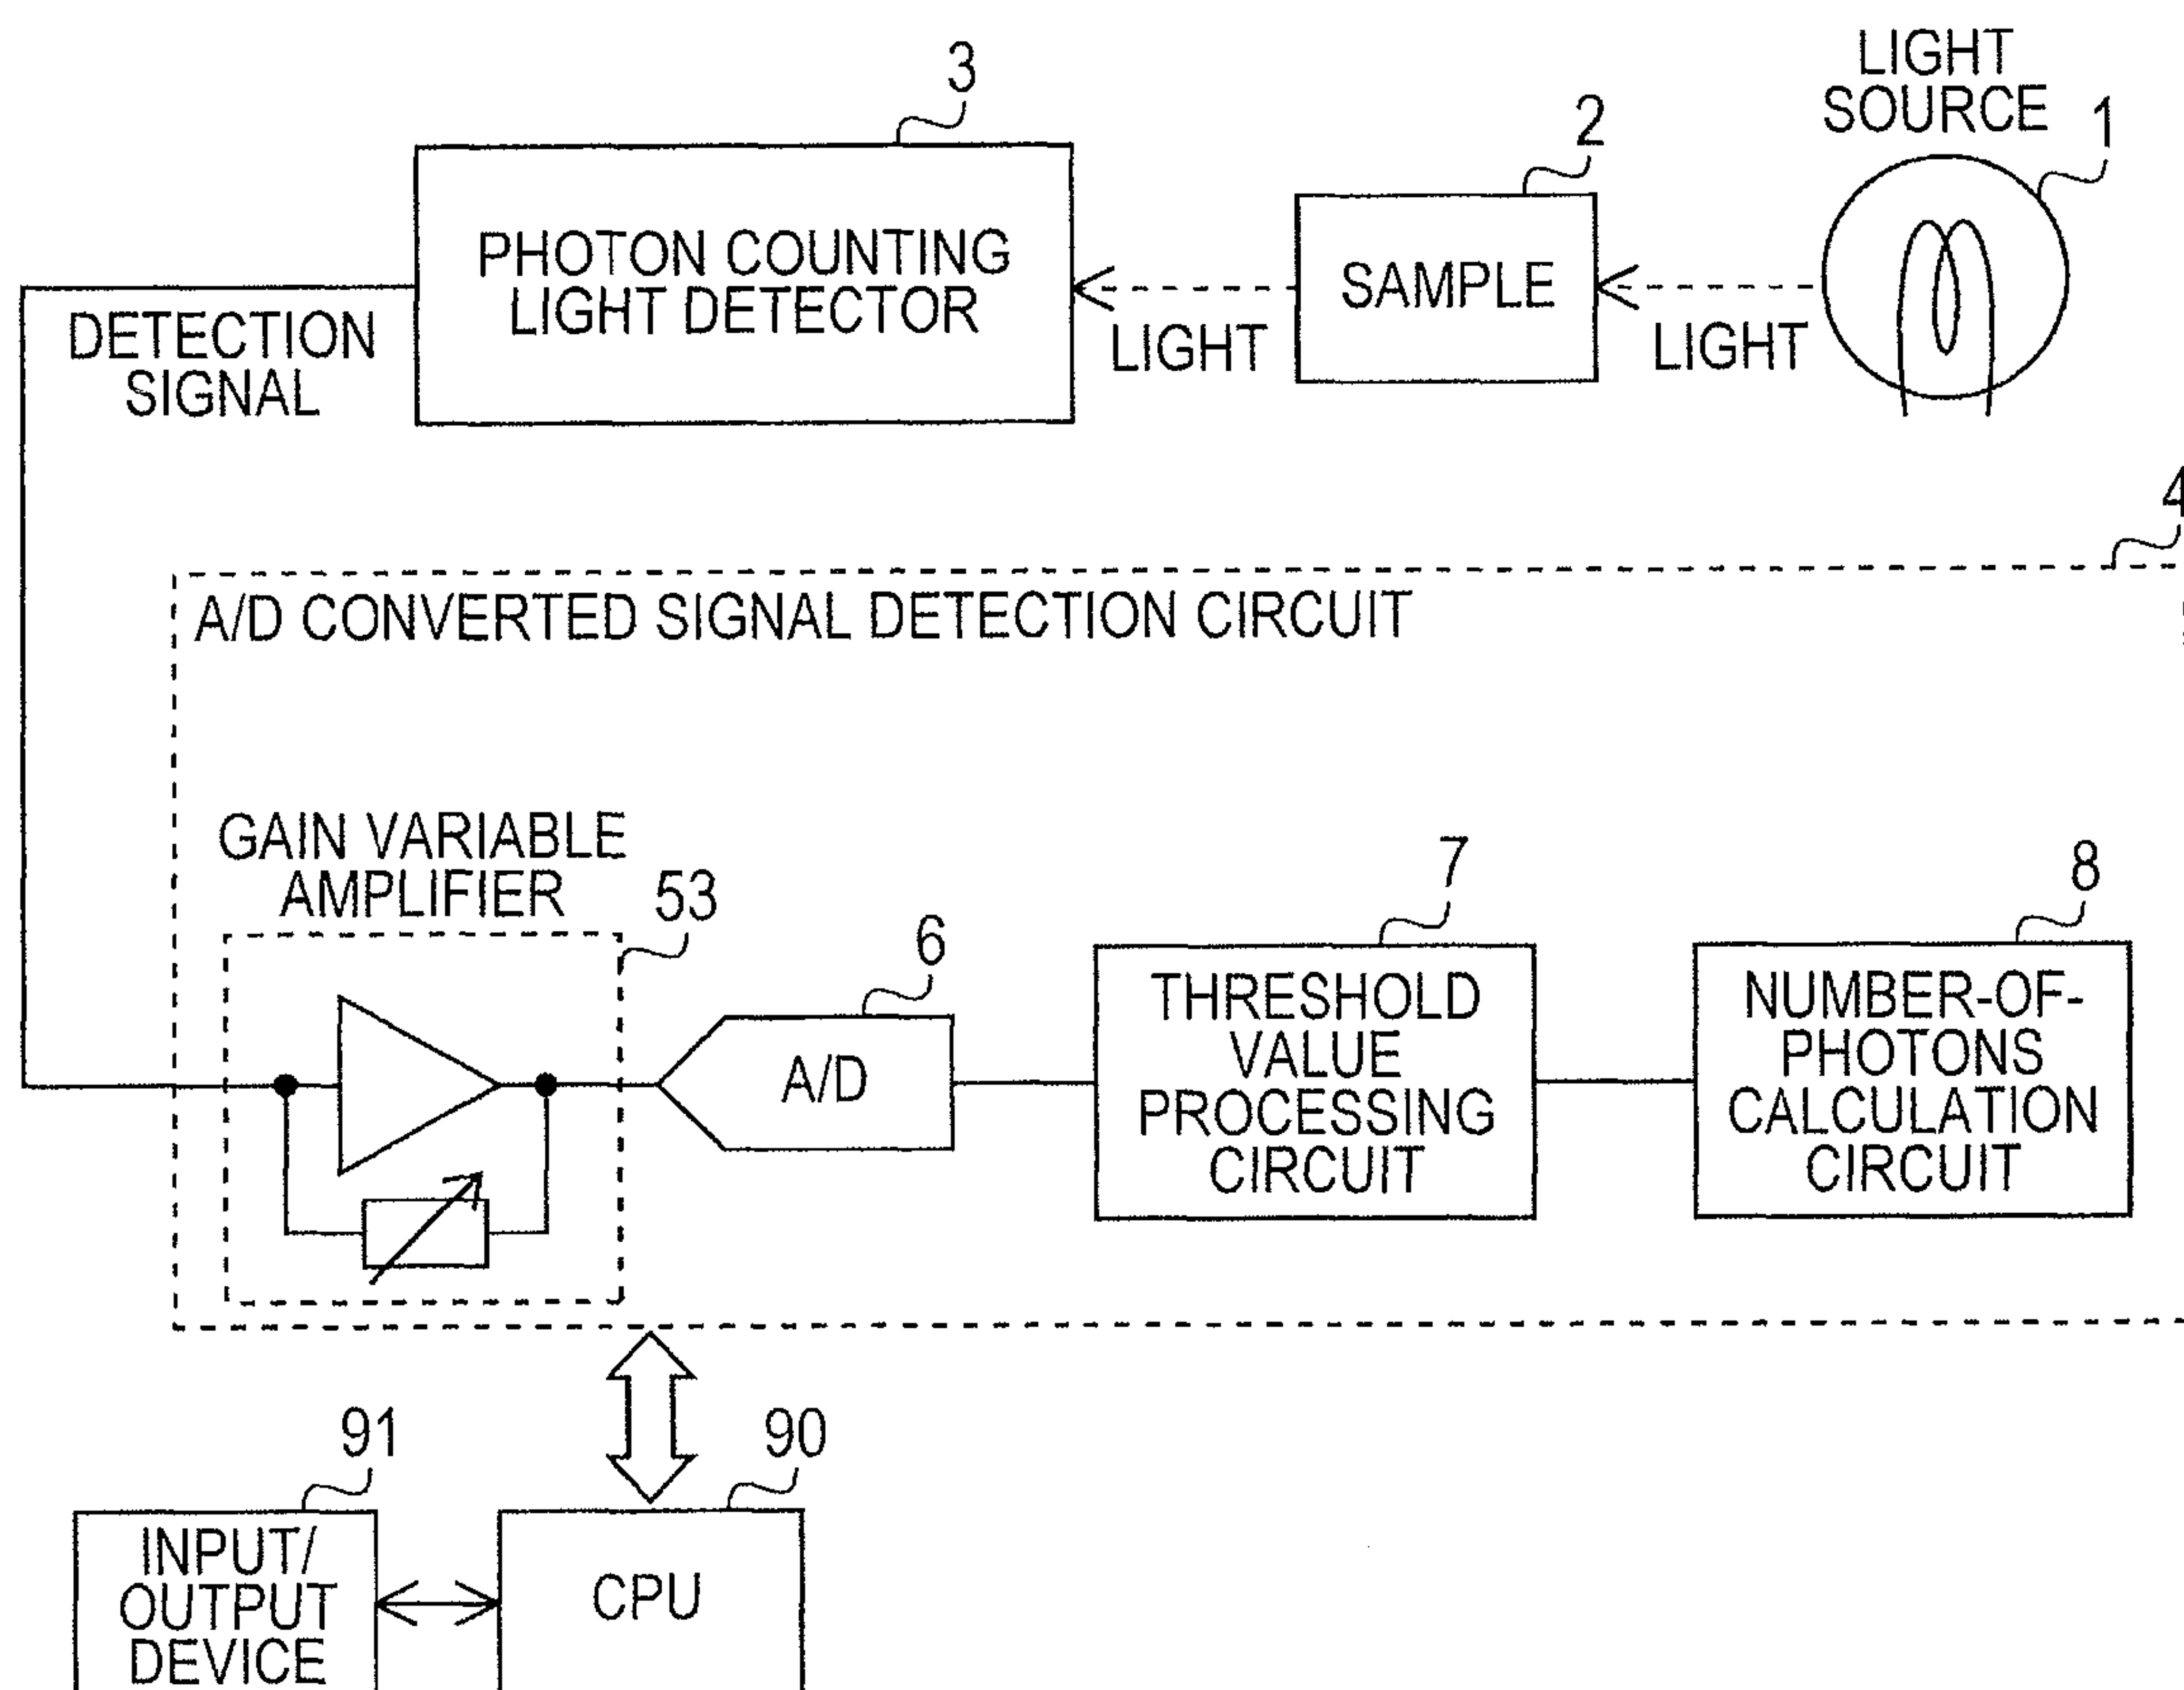 3
LIGHT
SOURCE
1
2
PHOTON COUNTING
LIGHT DETECTOR
SAMPLE
LIGHT
LIGHT
DETECTION
SIGNAL
4
A/D CONVERTED SIGNAL DETECTION CIRCUIT
GAIN VARIABLE
AMPLIFIER
53
6
A/D
7
THRESHOLD
VALUE
PROCESSING
CIRCUIT
8
NUMBER-OF-
PHOTONS
CALCULATION
CIRCUIT
91
INPUT/
OUTPUT
DEVICE
90
CPU